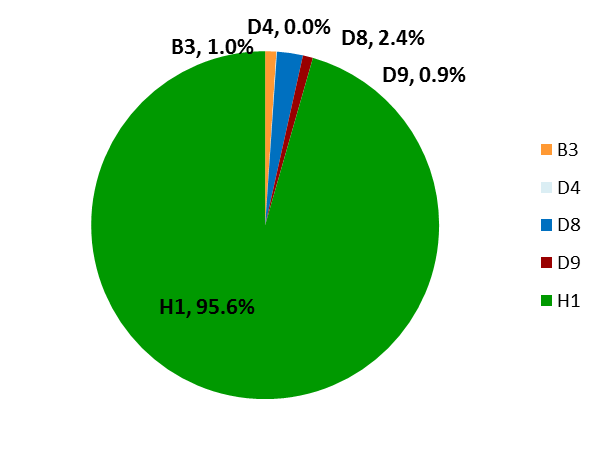 D4, 0.0%
B3, 1.0%
D8, 2.4%
D9, 0.9%
H1, 95.6%
B3
D4
D8
D9
H1